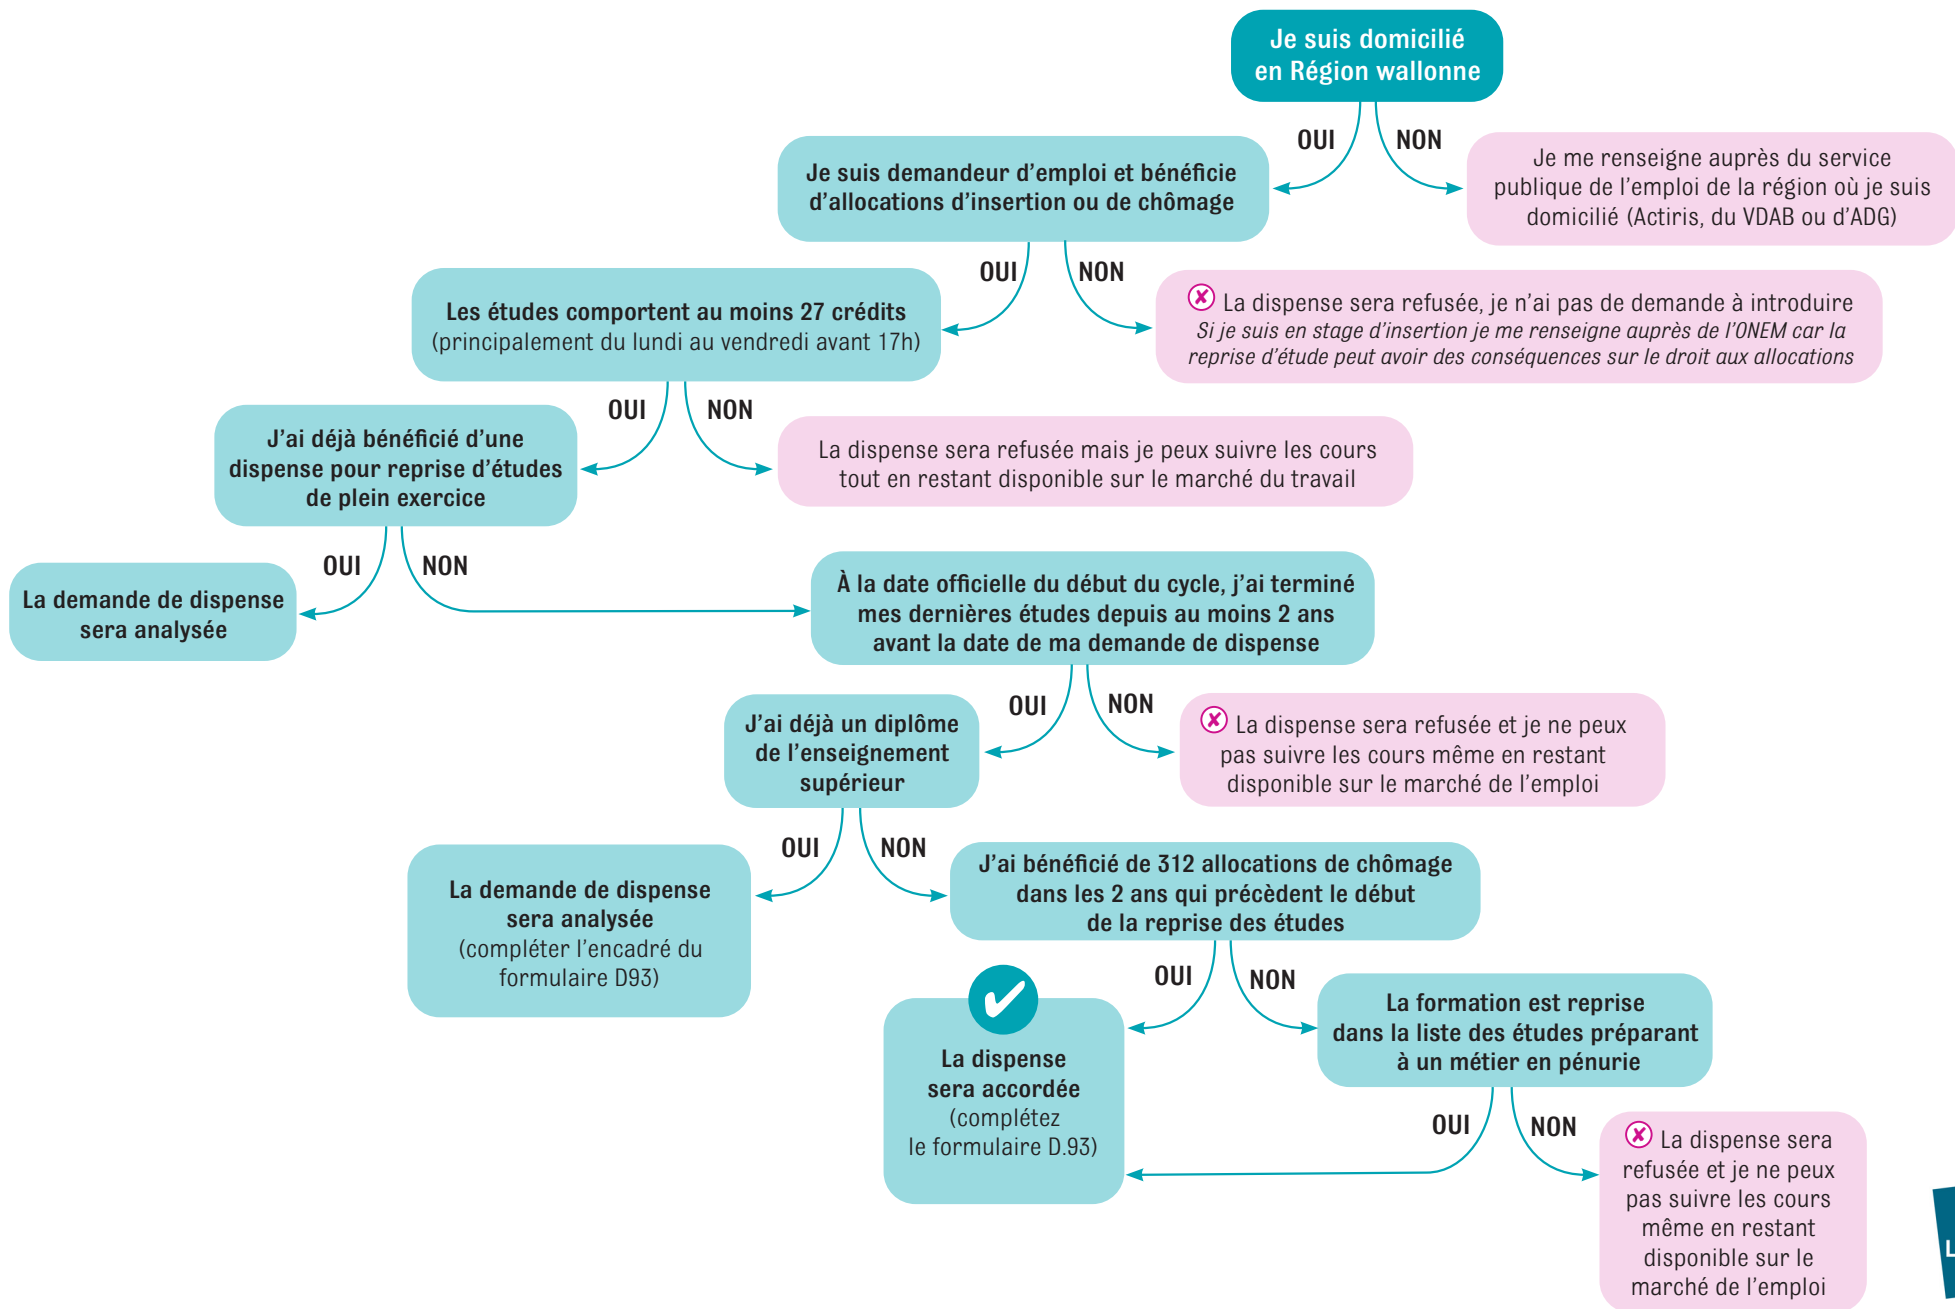 Je suis domicilié
en Région wallonne
OUI
NON
Je me renseigne auprès du service
publique de l'emploi de la région où je suis
domicilié (Actiris, du VDAB ou d'ADG)
Je suis demandeur d'emploi et bénéficie
d'allocations d'insertion ou de chômage
OUI
NON
La dispense sera refusée, je n'ai pas de demande à introduire
Si je suis en stage d'insertion je me renseigne auprès de l'ONEM car la
reprise d'étude peut avoir des conséquences sur le droit aux allocations
Les études comportent au moins 27 crédits
(principalement du lundi au vendredi avant 17h)
OUI
NON
La dispense sera refusée mais je peux suivre les cours
tout en restant disponible sur le marché du travail
J'ai déjà bénéficié d'une
dispense pour reprise d'études
de plein exercice
OUI
NON
La demande de dispense
sera analysée
À la date officielle du début du cycle, j'ai terminé
mes dernières études depuis au moins 2 ans
avant la date de ma demande de dispense
OUI
NON
La dispense sera refusée et je ne peux
pas suivre les cours même en restant
disponible sur le marché de l'emploi
J'ai déjà un diplôme
de l'enseignement
supérieur
OUI
NON
La demande de dispense
sera analysée
(compléter l'encadré du
formulaire D93)
J'ai bénéficié de 312 allocations de chômage
dans les 2 ans qui précèdent le début
de la reprise des études
OUI
NON
La dispense
sera accordée
(complétez
le formulaire D.93)
La formation est reprise
dans la liste des études préparant
à un métier en pénurie
OUI
NON
La dispense sera
refusée et je ne peux
pas suivre les cours
même en restant
disponible sur le
marché de l'emploi